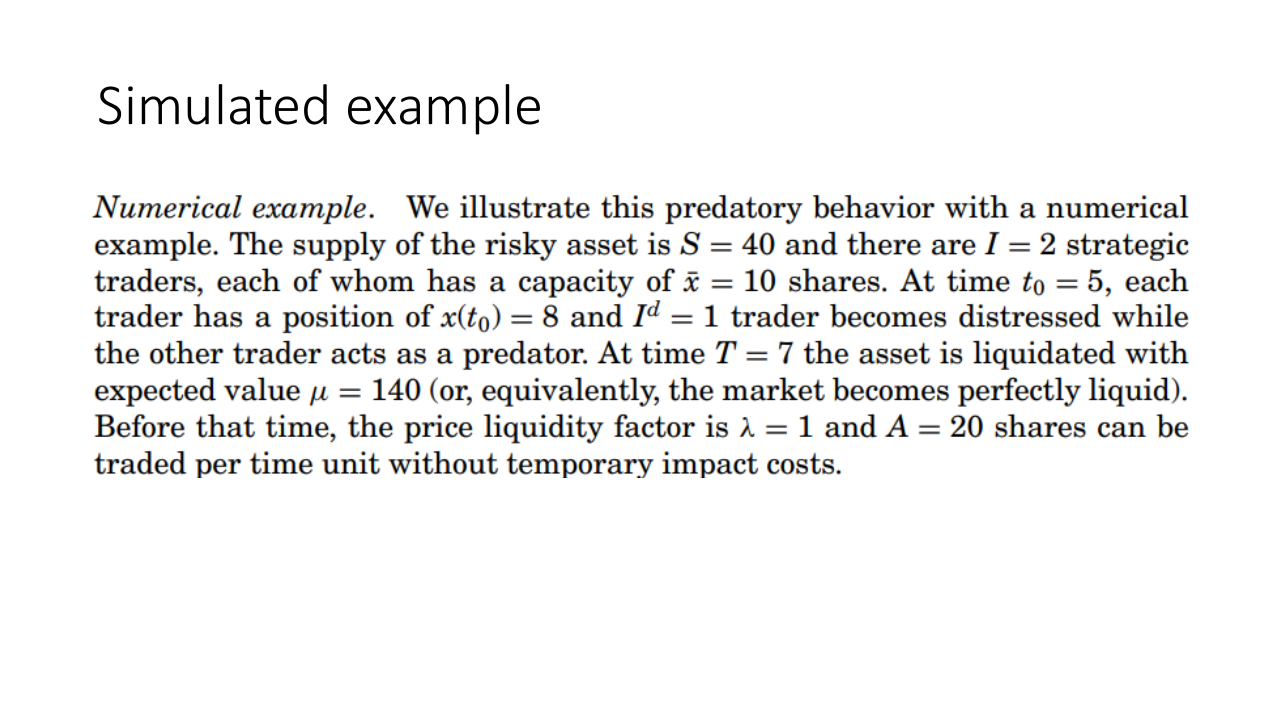 Simulated example
Numerical example. We illustrate this predatory behavior with a numerical
example. The supply of the risky asset is S = 40 and there are I = 2 strategic
traders, each of whom has a capacity of x̄ = 10 shares. At time t₀ = 5, each
trader has a position of x(t₀) = 8 and Iᵈ = 1 trader becomes distressed while
the other trader acts as a predator. At time T = 7 the asset is liquidated with
expected value μ = 140 (or, equivalently, the market becomes perfectly liquid).
Before that time, the price liquidity factor is λ = 1 and A = 20 shares can be
traded per time unit without temporary impact costs.